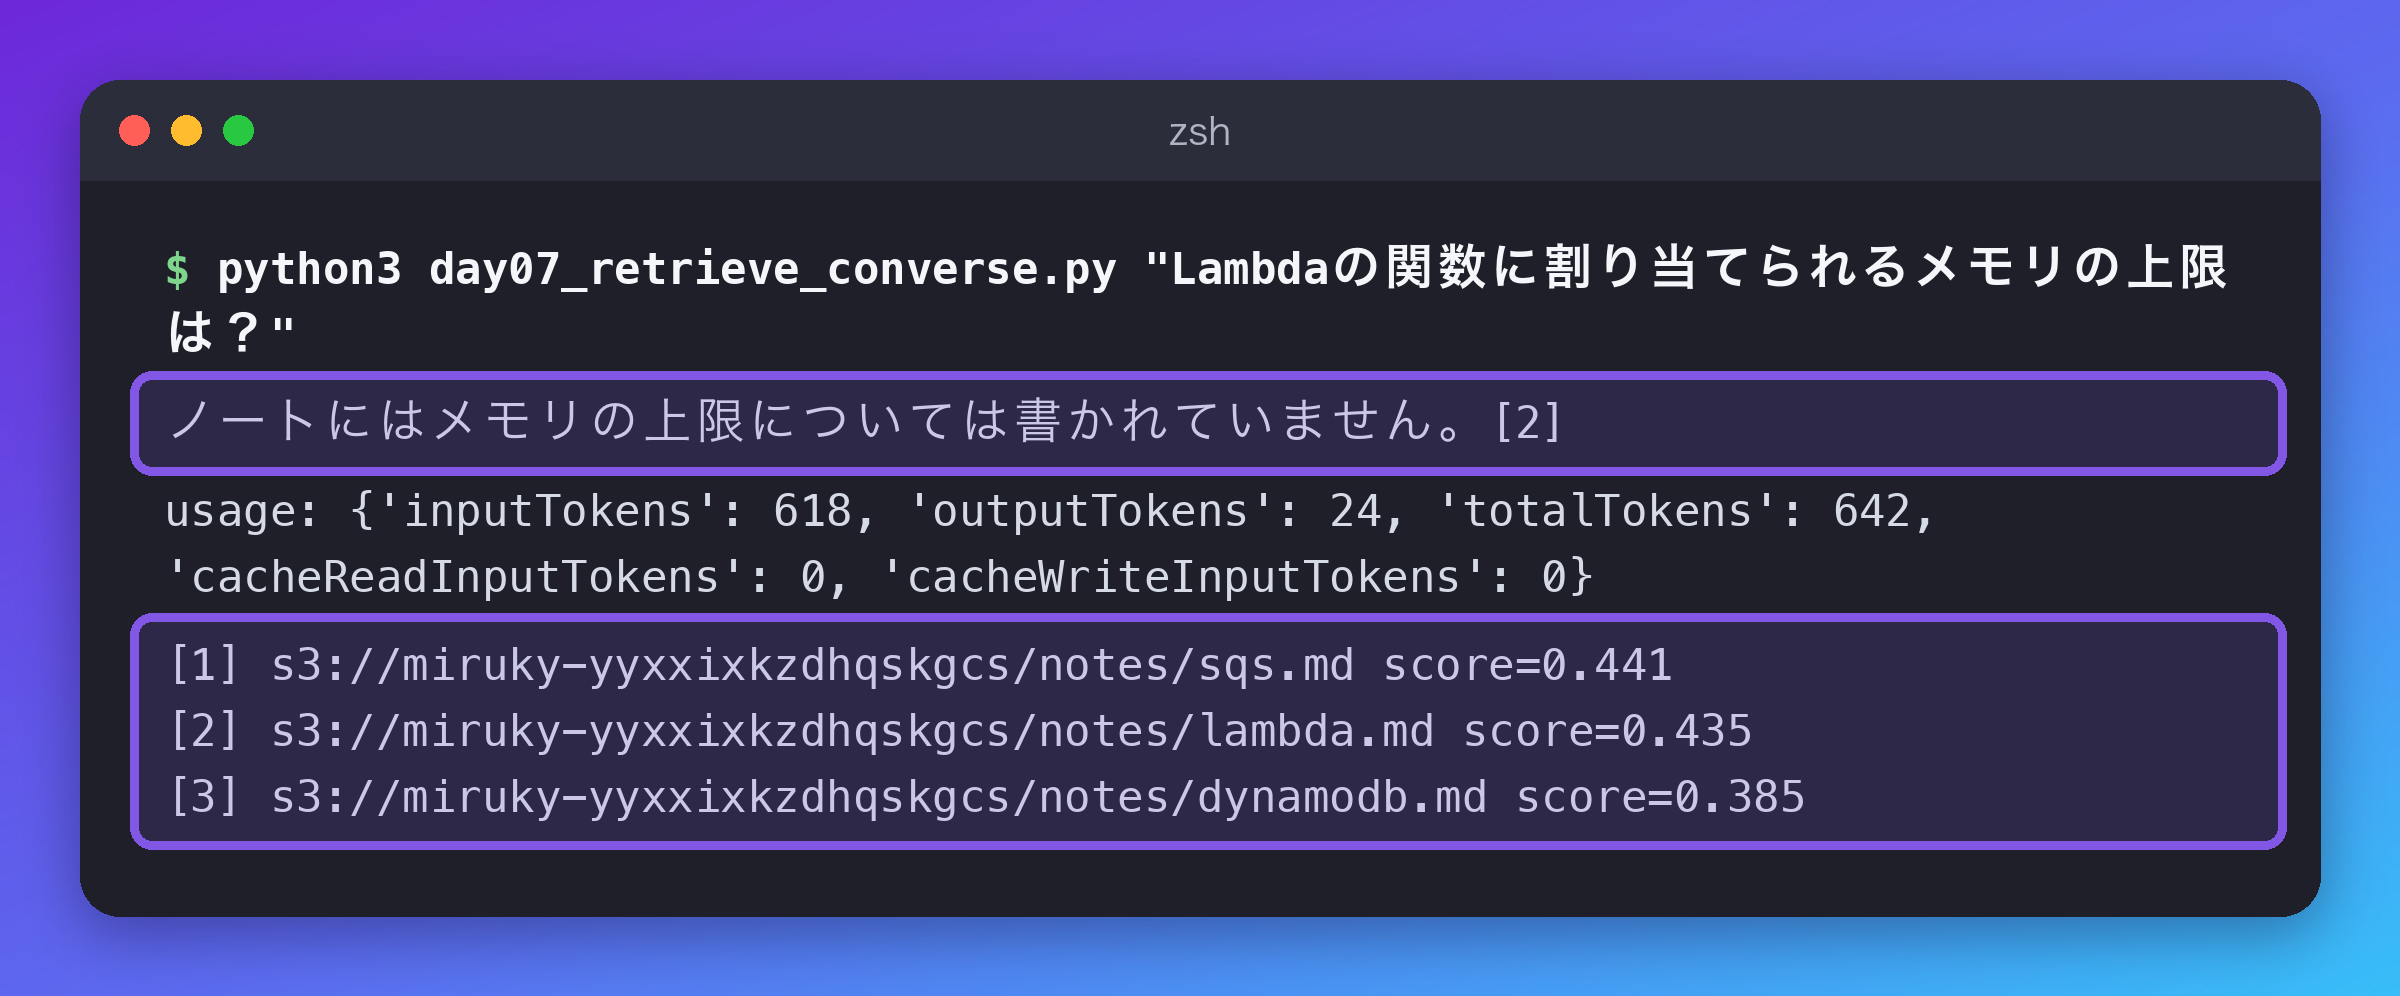 zsh
$ python3 day07_retrieve_converse.py "Lambdaの関数に割り当てられるメモリの上限
は？"
ノートにはメモリの上限については書かれていません。[2]
usage: {'inputTokens': 618, 'outputTokens': 24, 'totalTokens': 642,
'cacheReadInputTokens': 0, 'cacheWriteInputTokens': 0}
[1] s3://miruky-yyxxixkzdhqskgcs/notes/sqs.md score=0.441
[2] s3://miruky-yyxxixkzdhqskgcs/notes/lambda.md score=0.435
[3] s3://miruky-yyxxixkzdhqskgcs/notes/dynamodb.md score=0.385